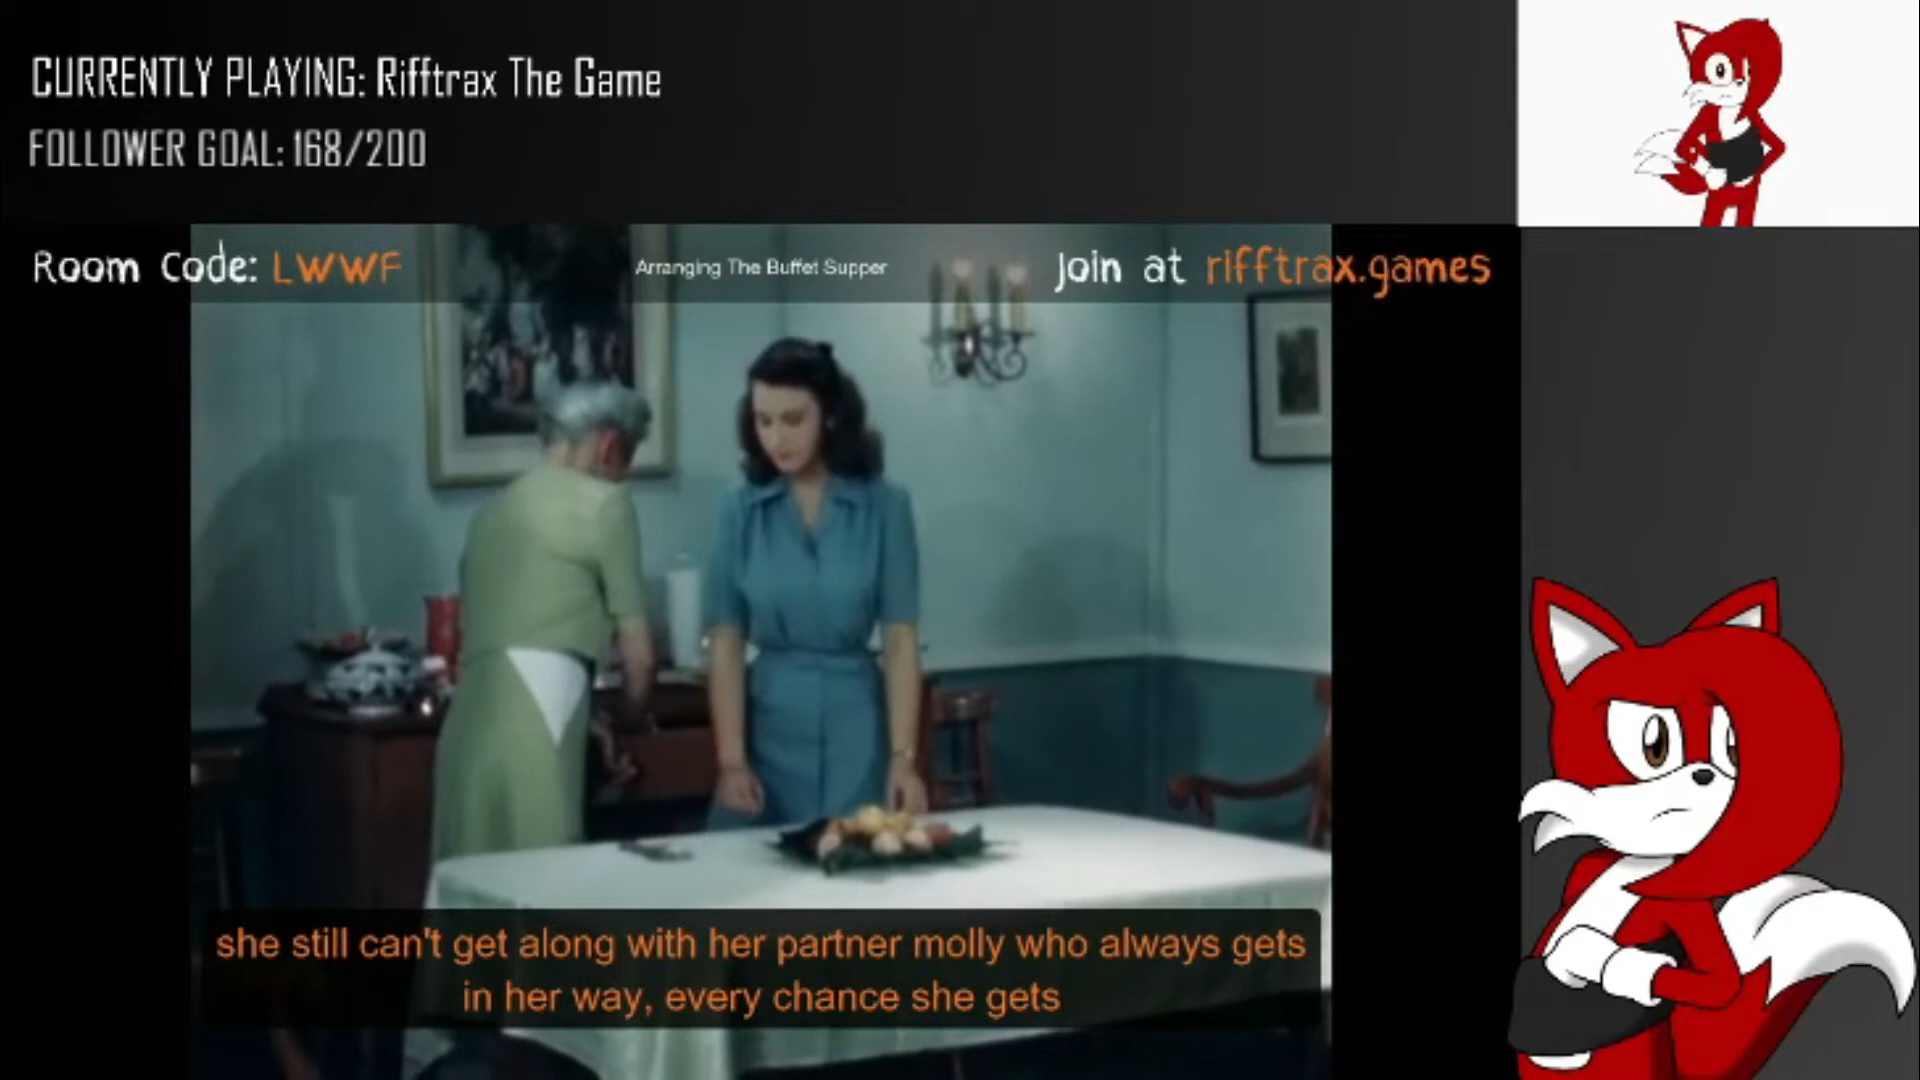 CURRENTLY PLAYING: Rifftrax The Game
FOLLOWER GOAL: 168/200
Room Code: LWWF
Arranging The Buffet Supper
Join at rifftrax.games
she still can't get along with her partner molly who always gets
in her way, every chance she gets